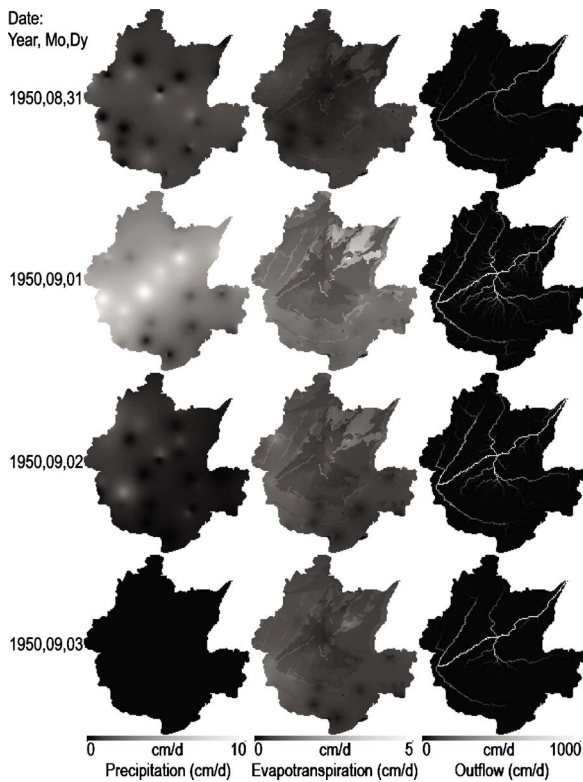 Date:
Year, Mo,Dy
1950,08,31
1950,09,01
1950,09,02
1950,09,03
0 cm/d 10 0 cm/d 5 0 cm/d 1000
Precipitation (cm/d) Evapotranspiration (cm/d) Outflow (cm/d)